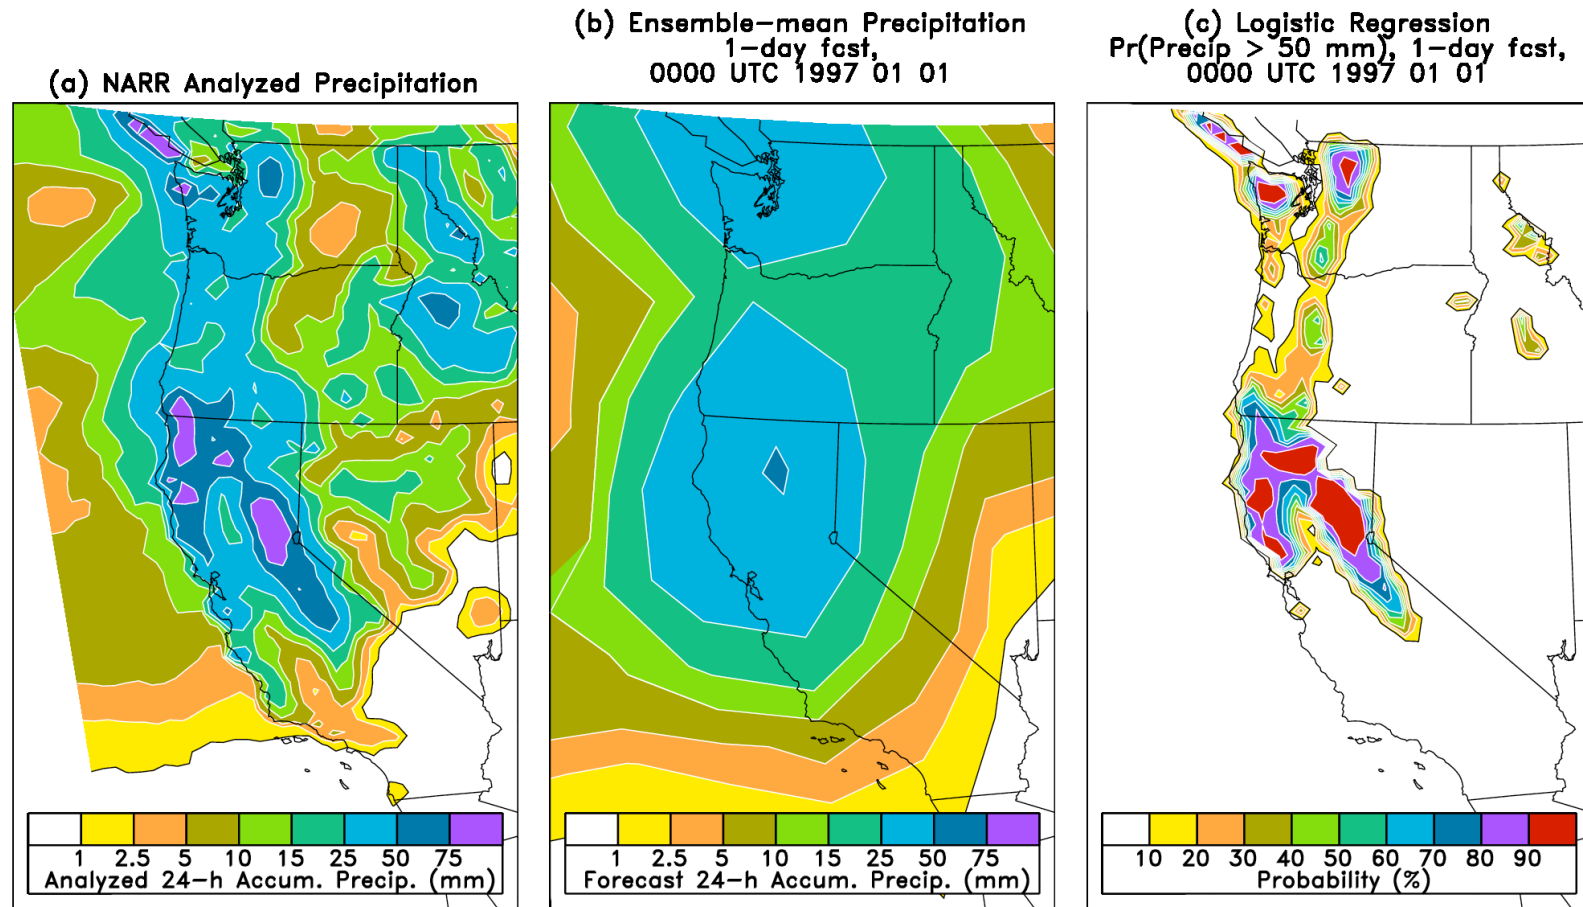 (a) NARR Analyzed Precipitation
(b) Ensemble-mean Precipitation
1-day fcst,
0000 UTC 1997 01 01
(c) Logistic Regression
Pr(Precip > 50 mm), 1-day fcst,
0000 UTC 1997 01 01
1 2.5 5 10 15 25 50 75
Analyzed 24-h Accum. Precip. (mm)
1 2.5 5 10 15 25 50 75
Forecast 24-h Accum. Precip. (mm)
10 20 30 40 50 60 70 80 90
Probability (%)